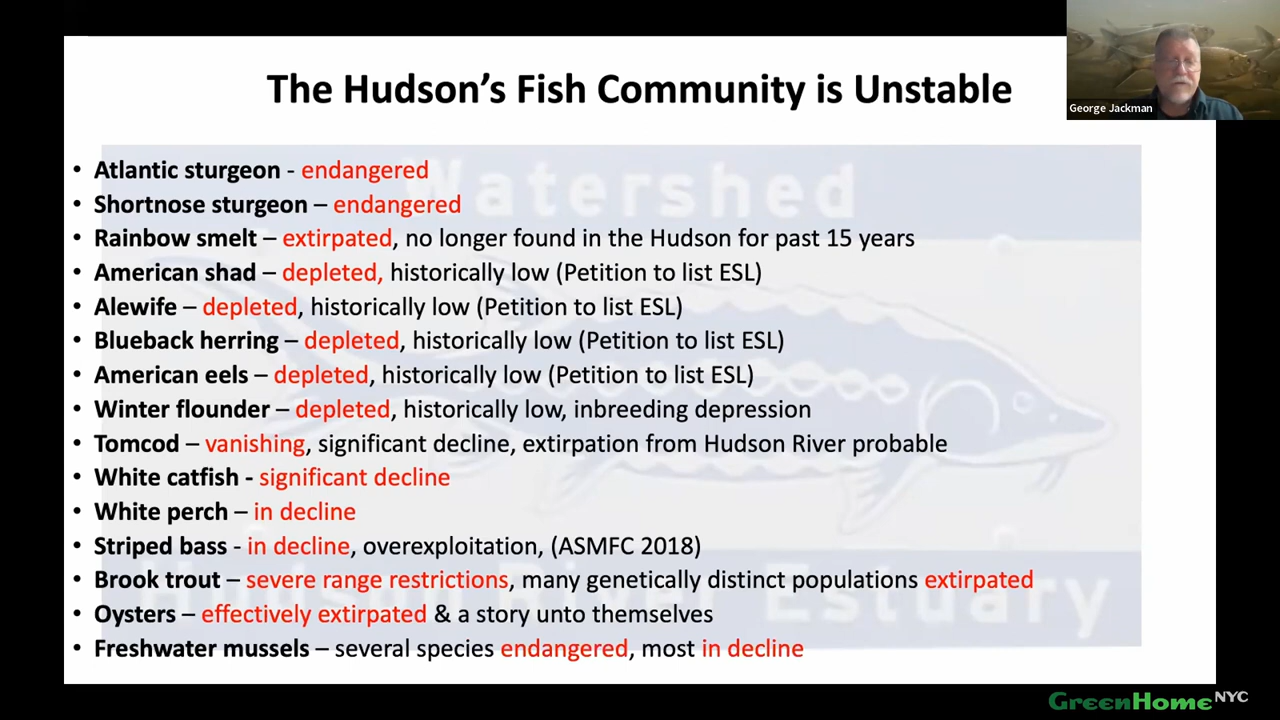 The Hudson's Fish Community is Unstable
George Jackman
Watershed
• Atlantic sturgeon - endangered
• Shortnose sturgeon – endangered
• Rainbow smelt – extirpated, no longer found in the Hudson for past 15 years
• American shad – depleted, historically low (Petition to list ESL)
• Alewife – depleted, historically low (Petition to list ESL)
• Blueback herring – depleted, historically low (Petition to list ESL)
• American eels – depleted, historically low (Petition to list ESL)
• Winter flounder – depleted, historically low, inbreeding depression
• Tomcod – vanishing, significant decline, extirpation from Hudson River probable
• White catfish - significant decline
• White perch – in decline
• Striped bass - in decline, overexploitation, (ASMFC 2018)
• Brook trout – severe range restrictions, many genetically distinct populations extirpated
• Oysters – effectively extirpated & a story unto themselves
• Freshwater mussels – several species endangered, most in decline
Hudson River Estuary
GreenHomeNYC